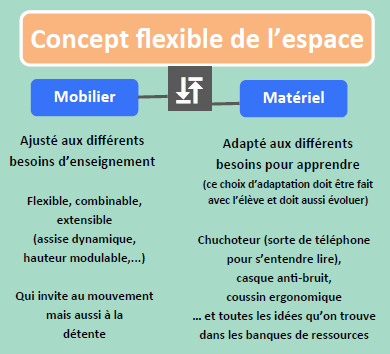 Concept flexible de l'espace
Mobilier
Matériel
Ajusté aux différents
besoins d'enseignement
Flexible, combinable,
extensible
(assise dynamique,
hauteur modulable,...)
Qui invite au mouvement
mais aussi à la
détente
Adapté aux différents
besoins pour apprendre
(ce choix d'adaptation doit être fait
avec l'élève et doit aussi évoluer)
Chuchoteur (sorte de téléphone
pour s'entendre lire),
casque anti-bruit,
coussin ergonomique
... et toutes les idées qu'on trouve
dans les banques de ressources